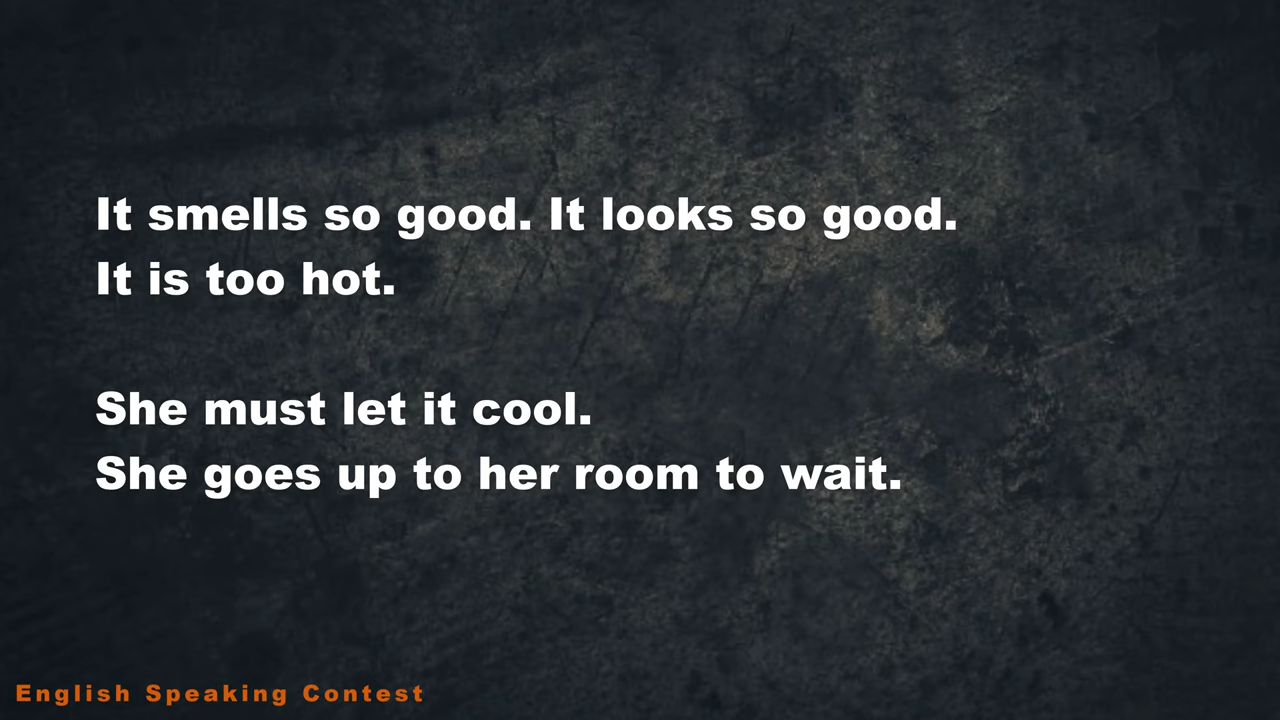 It smells so good. It looks so good.
It is too hot.
She must let it cool.
She goes up to her room to wait.
English Speaking Contest